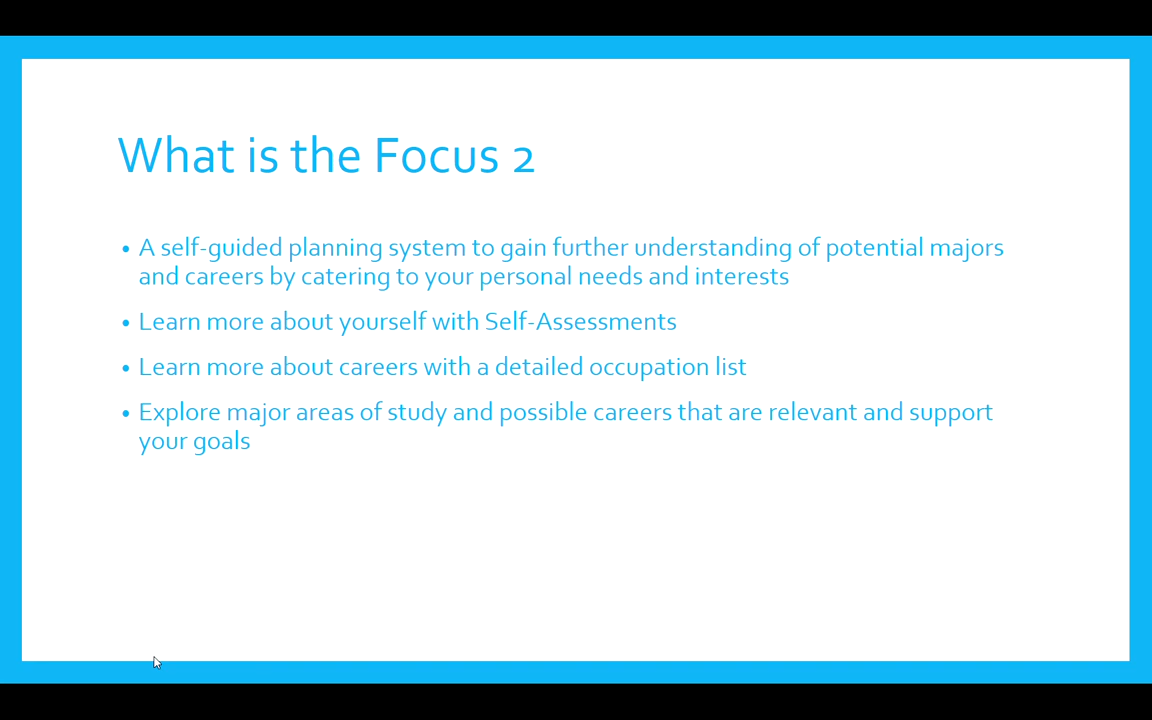 What is the Focus 2
• A self-guided planning system to gain further understanding of potential majors
and careers by catering to your personal needs and interests
• Learn more about yourself with Self-Assessments
• Learn more about careers with a detailed occupation list
• Explore major areas of study and possible careers that are relevant and support
your goals